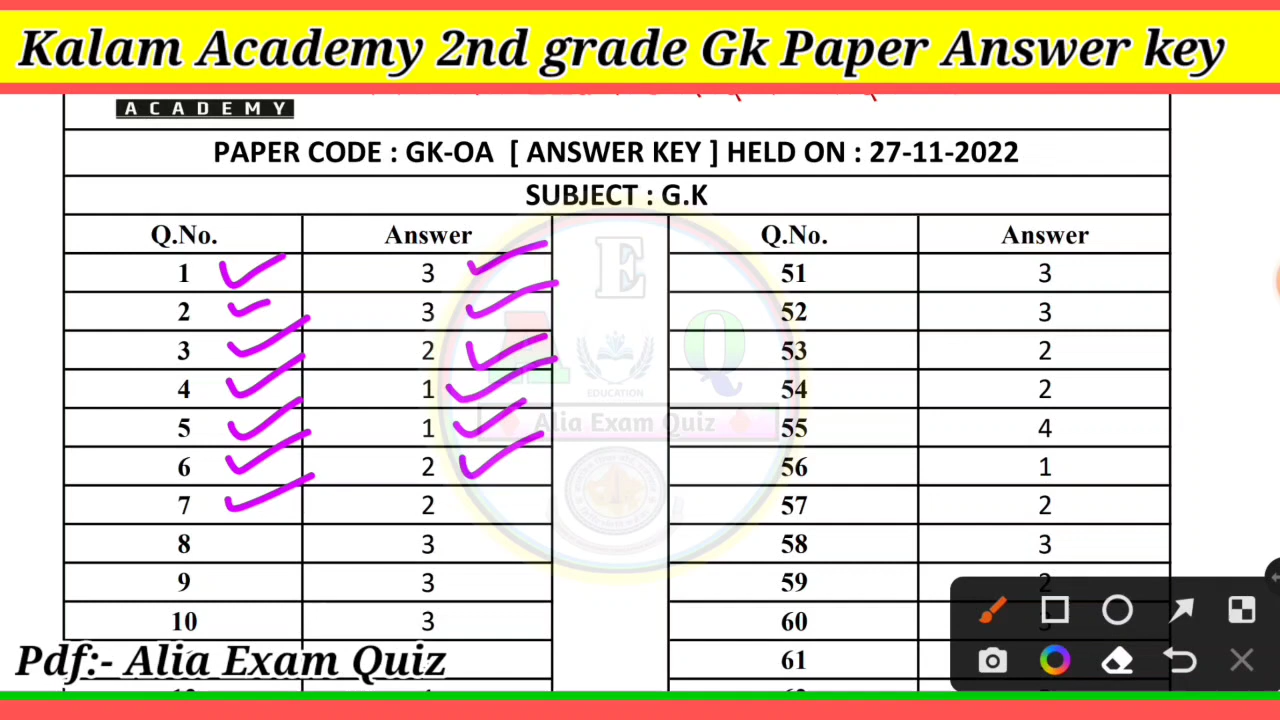 Kalam Academy 2nd grade Gk Paper Answer key
ACADEMY
PAPER CODE : GK-OA [ ANSWER KEY ] HELD ON : 27-11-2022
SUBJECT : G.K
Q.No. Answer Q.No. Answer
1 3 51 3
2 3 52 3
3 2 53 2
4 1 54 2
5 1 55 4
6 2 56 1
7 2 57 2
8 3 58 3
9 3 59 2
10 3 60
61
E
A Q
EDUCATION
Alia Exam Quiz
Pdf:- Alia Exam Quiz